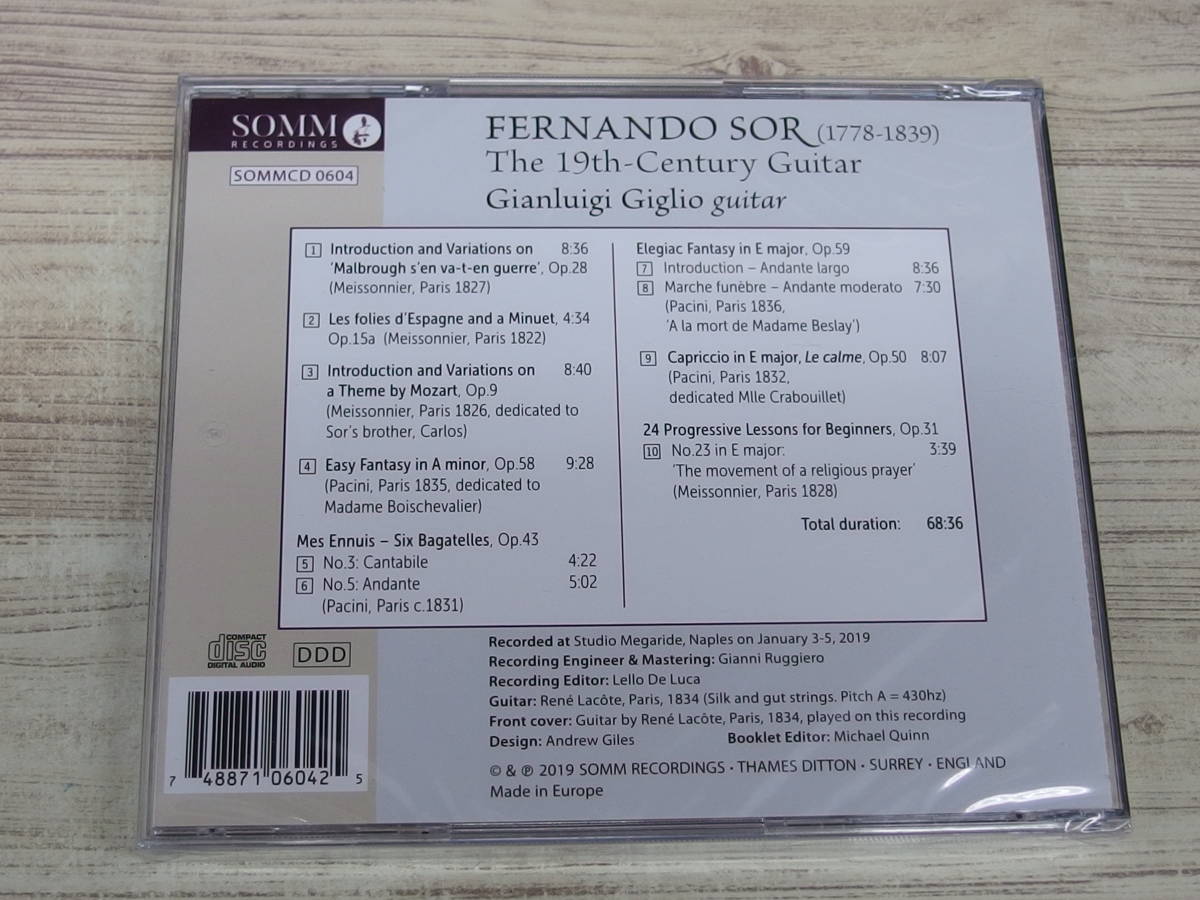 SOMM
RECORDINGS
SOMMCD 0604
FERNANDO SOR (1778-1839)
The 19th-Century Guitar
Gianluigi Giglio guitar
1 Introduction and Variations on 8:36
'Malbrough s'en va-t-en guerre', Op.28
(Meissonnier, Paris 1827)
2 Les folies d'Espagne and a Minuet, 4:34
Op.15a (Meissonnier, Paris 1822)
3 Introduction and Variations on 8:40
a Theme by Mozart, Op.9
(Meissonnier, Paris 1826, dedicated to
Sor's brother, Carlos)
4 Easy Fantasy in A minor, Op.58 9:28
(Pacini, Paris 1835, dedicated to
Madame Boischevalier)
Mes Ennuis – Six Bagatelles, Op.43
5 No.3: Cantabile 4:22
6 No.5: Andante 5:02
(Pacini, Paris c.1831)
Elegiac Fantasy in E major, Op.59
7 Introduction – Andante largo 8:36
8 Marche funèbre – Andante moderato 7:30
(Pacini, Paris 1836,
'A la mort de Madame Beslay')
9 Capriccio in E major, Le calme, Op.50 8:07
(Pacini, Paris 1832,
dedicated Mlle Crabouillet)
24 Progressive Lessons for Beginners, Op.31
10 No.23 in E major: 3:39
'The movement of a religious prayer'
(Meissonnier, Paris 1828)
Total duration: 68:36
COMPACT
disc
DIGITAL AUDIO
DDD
7 48871 06042 5
Recorded at Studio Megaride, Naples on January 3-5, 2019
Recording Engineer & Mastering: Gianni Ruggiero
Recording Editor: Lello De Luca
Guitar: René Lacôte, Paris, 1834 (Silk and gut strings. Pitch A = 430hz)
Front cover: Guitar by René Lacôte, Paris, 1834, played on this recording
Design: Andrew Giles Booklet Editor: Michael Quinn
© & ℗ 2019 SOMM RECORDINGS · THAMES DITTON · SURREY · ENGLAND
Made in Europe